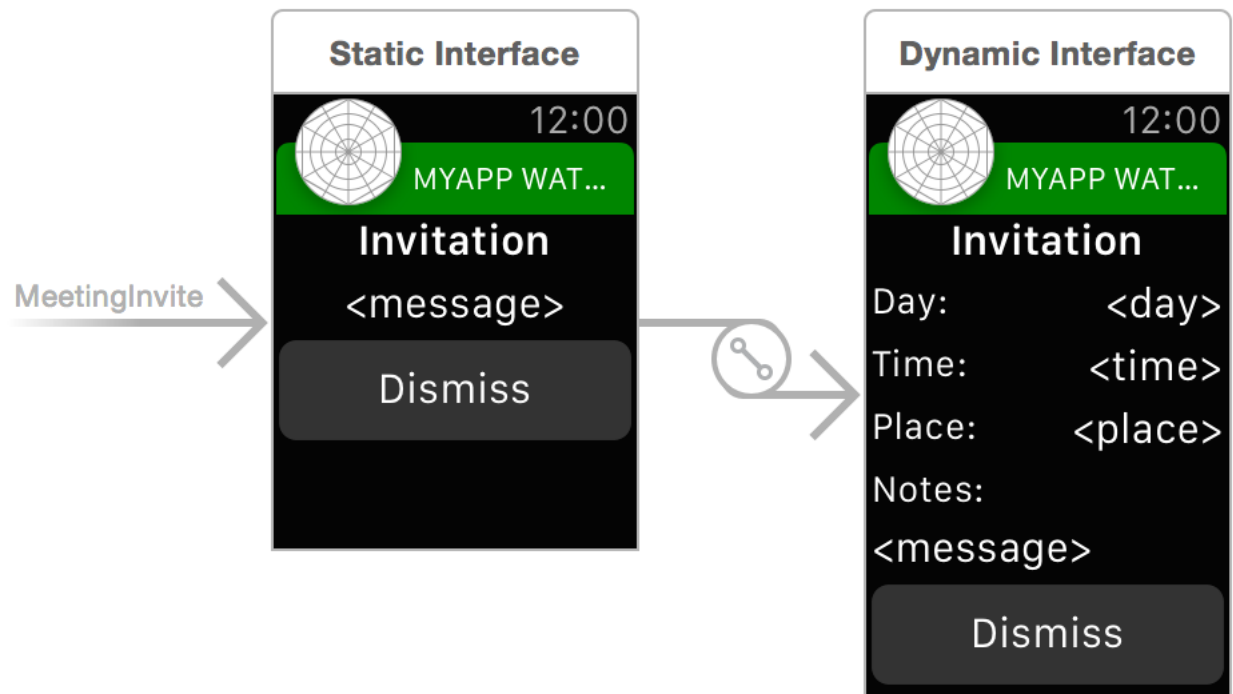 Static Interface
12:00
MYAPP WAT...
Invitation
<message>
Dismiss
MeetingInvite
Dynamic Interface
12:00
MYAPP WAT...
Invitation
Day: <day>
Time: <time>
Place: <place>
Notes:
<message>
Dismiss